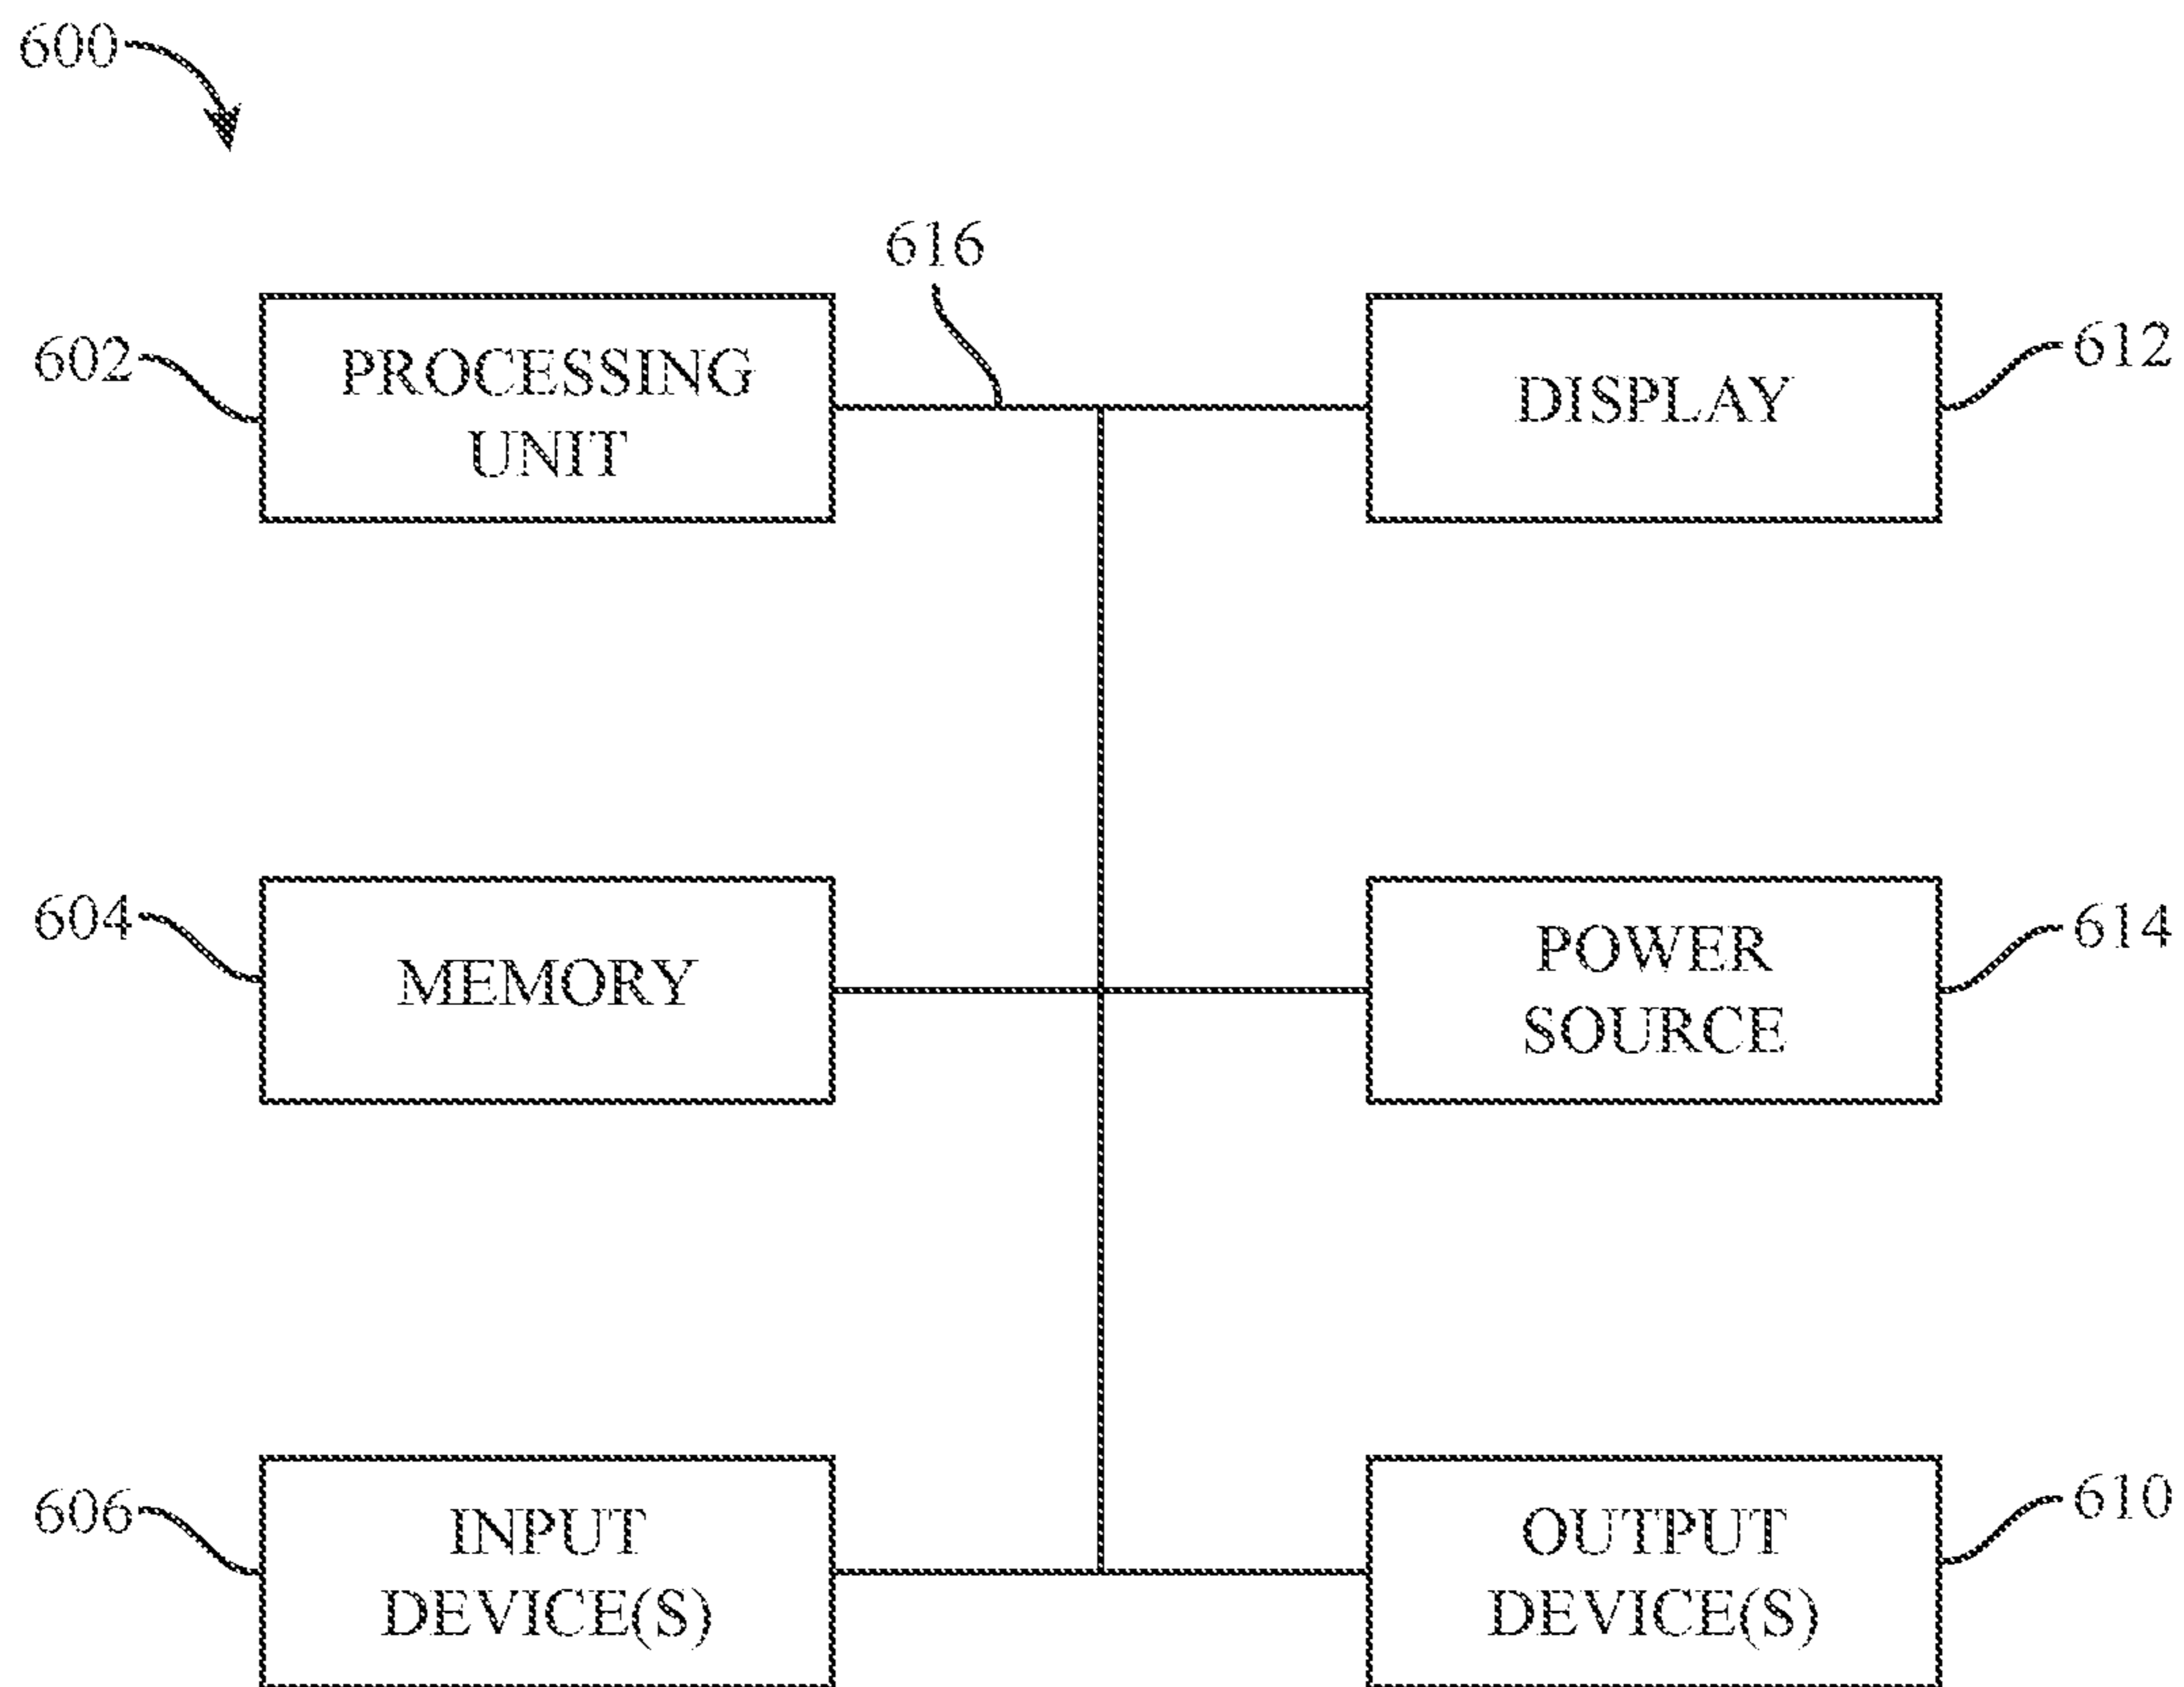 600
616
602
PROCESSING
UNIT
DISPLAY
612
604
MEMORY
POWER
SOURCE
614
606
INPUT
DEVICE(S)
OUTPUT
DEVICE(S)
610